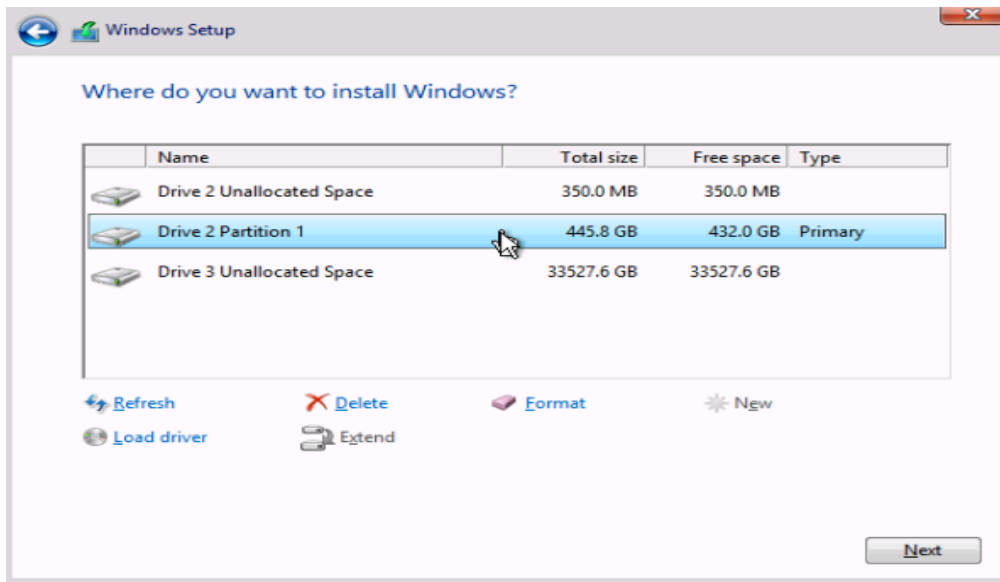 Windows Setup
Where do you want to install Windows?
Name Total size Free space Type
Drive 2 Unallocated Space 350.0 MB 350.0 MB
Drive 2 Partition 1 445.8 GB 432.0 GB Primary
Drive 3 Unallocated Space 33527.6 GB 33527.6 GB
Refresh Delete Format New
Load driver Extend
Next